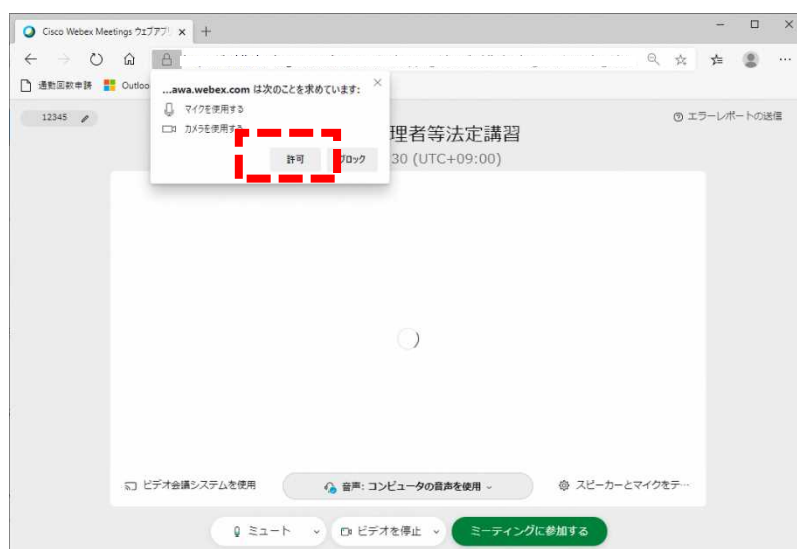 Cisco Webex Meetings ウェブアプリ
通勤回数申請 Outloo
...awa.webex.com は次のことを求めています:
マイクを使用する
カメラを使用する
許可 ブロック
12345
エラーレポートの送信
理者等法定講習
30 (UTC+09:00)
ビデオ会議システムを使用
音声: コンピュータの音声を使用
スピーカーとマイクをテ…
ミュート
ビデオを停止
ミーティングに参加する